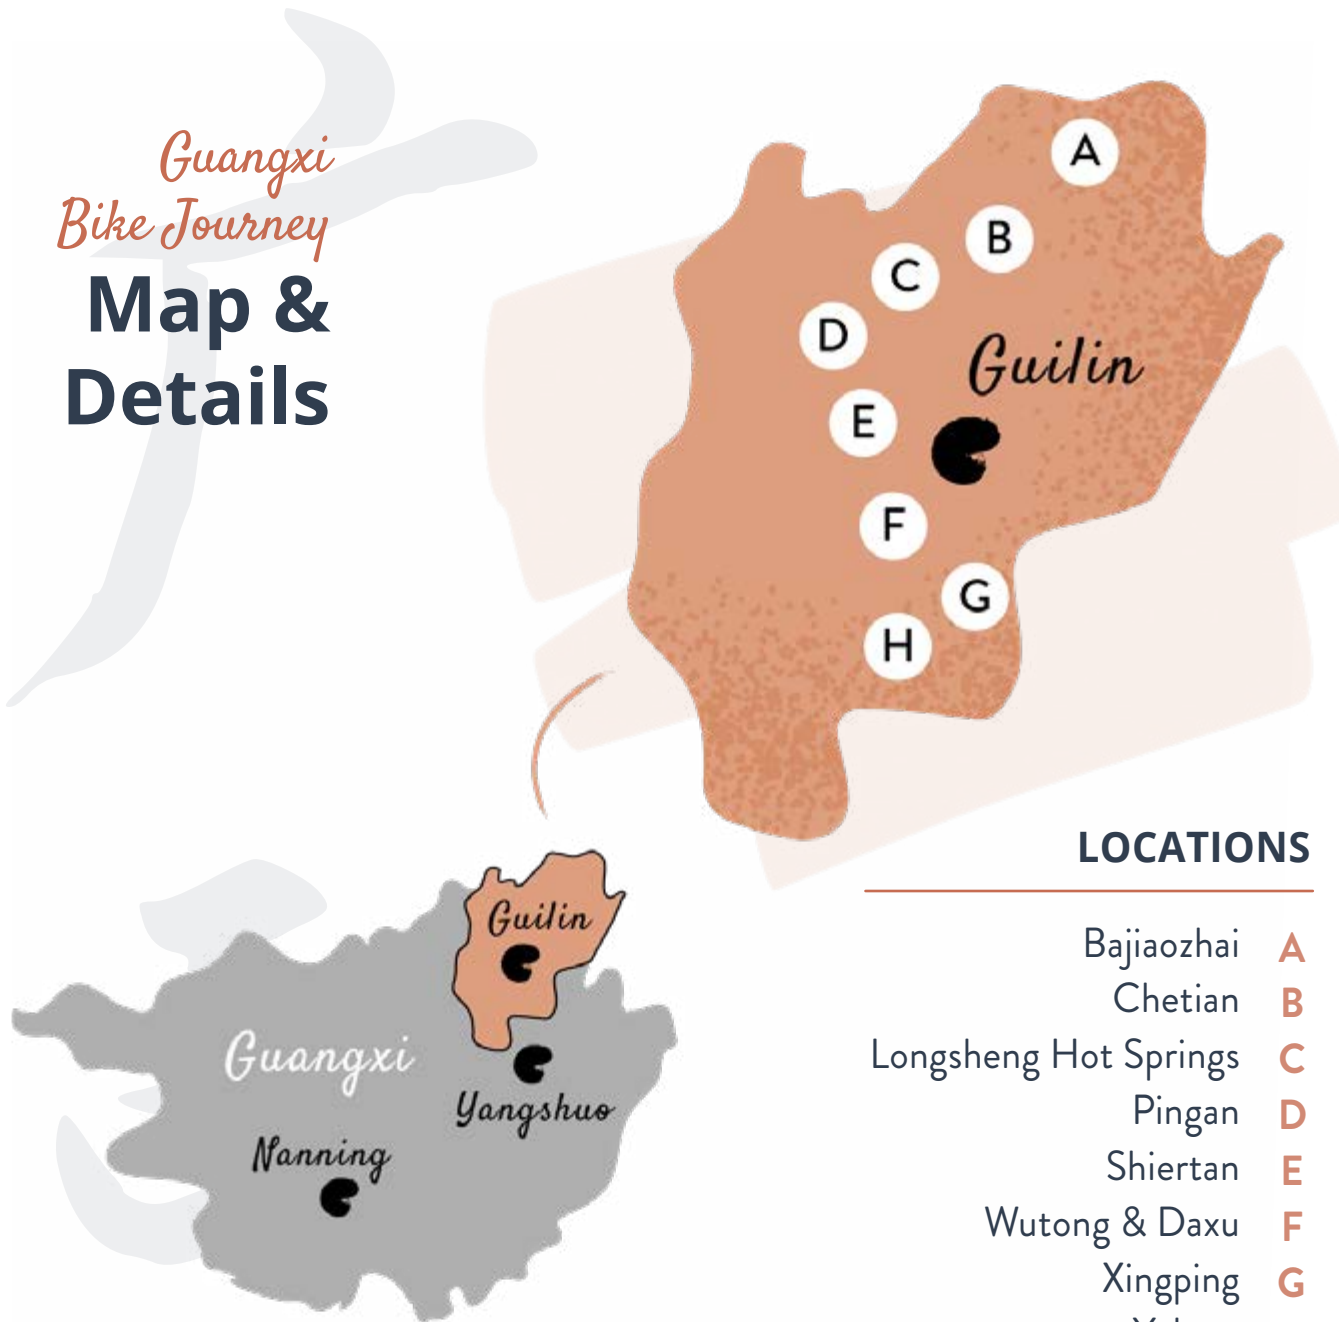 Guangxi
Bike Journey
Map &
Details
A
B
C
D
Guilin
E
F
G
H
LOCATIONS
Bajiaozhai A
Chetian B
Longsheng Hot Springs C
Pingan D
Shiertan E
Wutong & Daxu F
Xingping G
Guilin
Guangxi
Yangshuo
Nanning